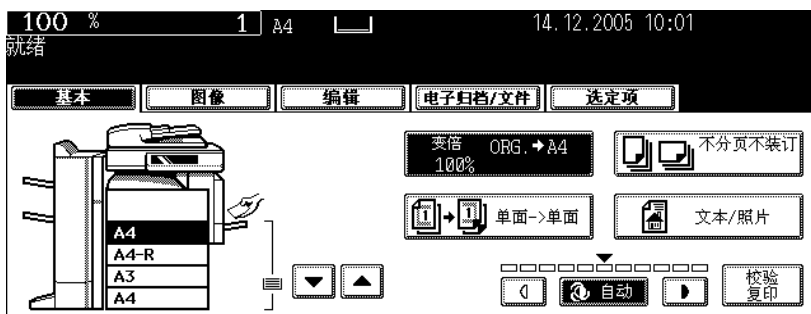 100 % 1 A4 14.12.2005 10:01
就绪
基本 图像 编辑 电子归档/文件 选定项
变倍 ORG.➔A4
100%
不分页不装订
1 1 单面->单面
文本/照片
A4
A4-R
A3
A4
自动
校验
复印